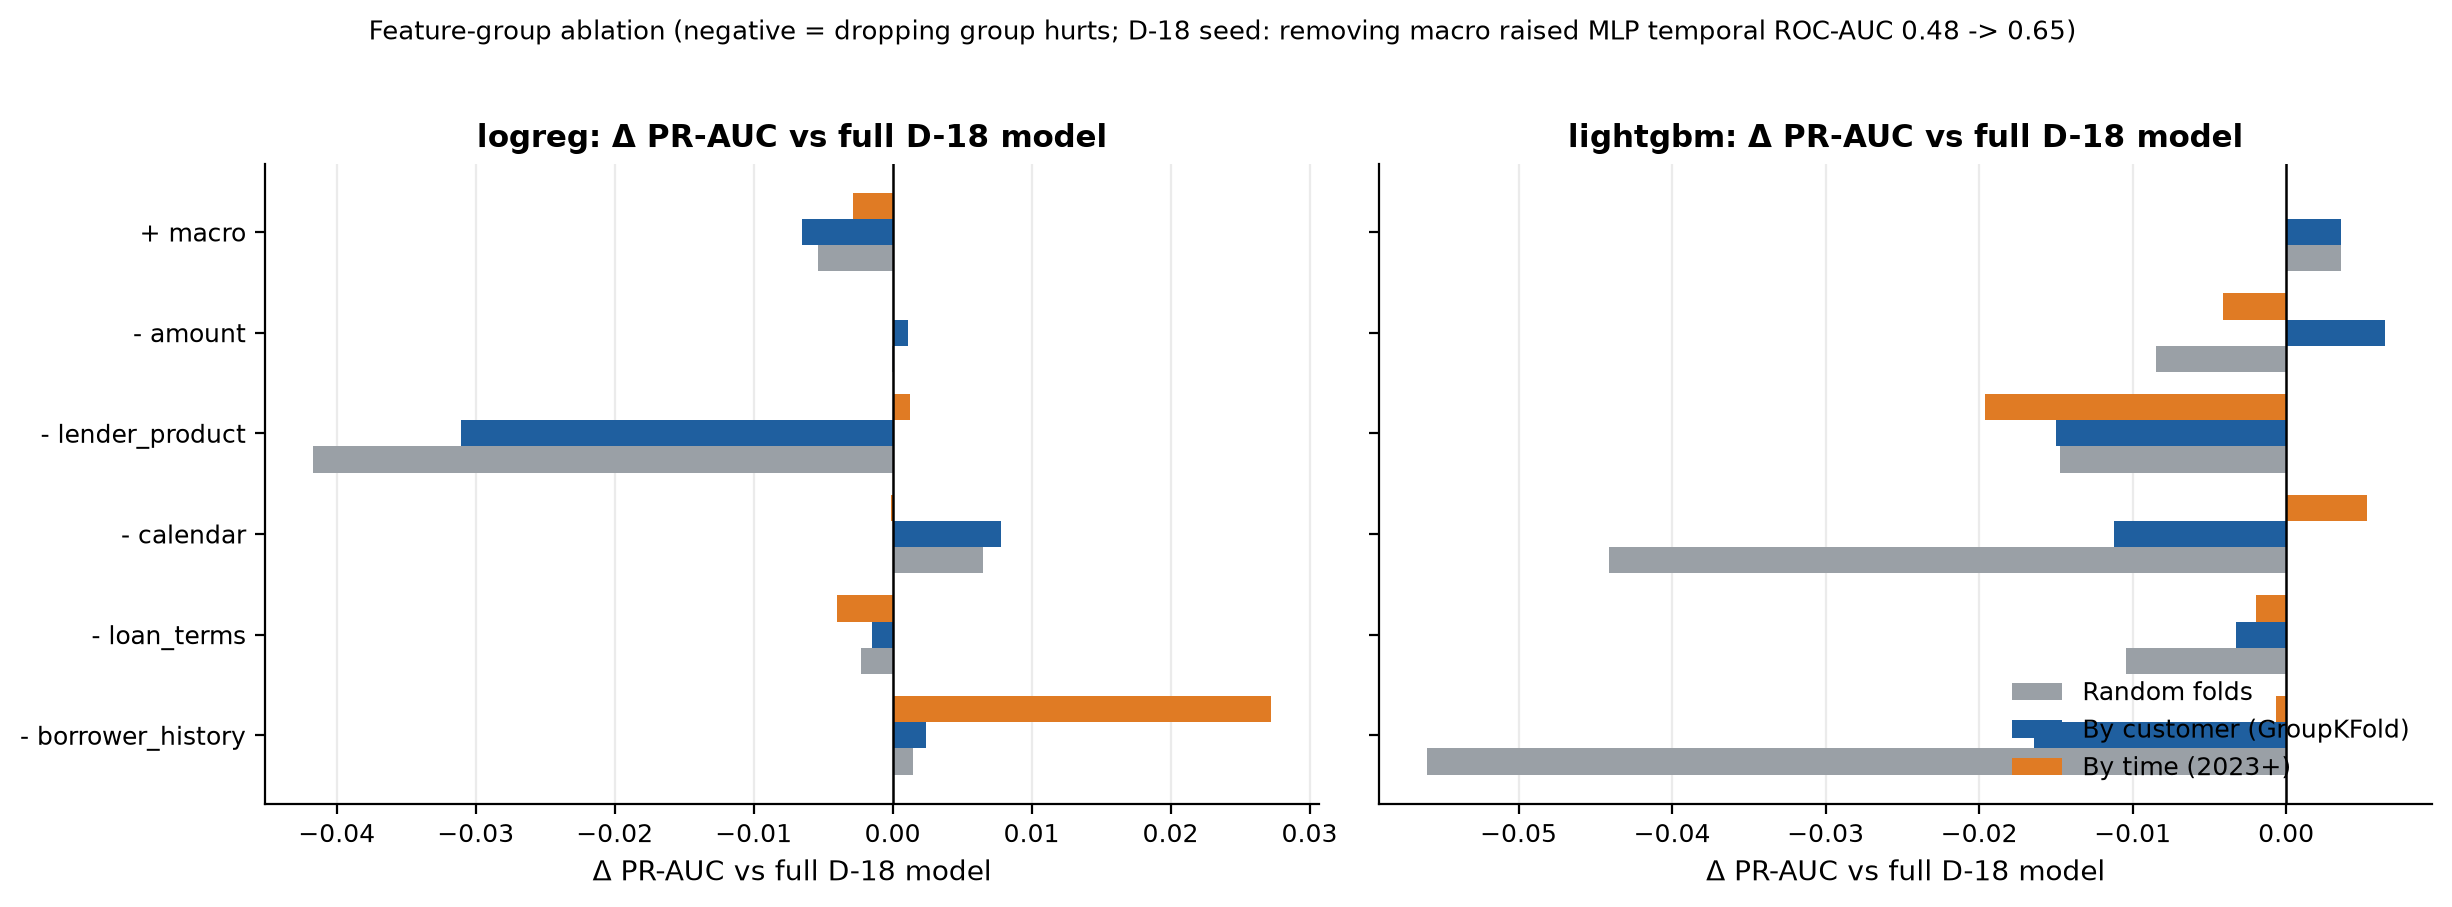 Feature-group ablation (negative = dropping group hurts; D-18 seed: removing macro raised MLP temporal ROC-AUC 0.48 -> 0.65)
logreg: Δ PR-AUC vs full D-18 model
+ macro
- amount
- lender_product
- calendar
- loan_terms
- borrower_history
−0.04 −0.03 −0.02 −0.01 0.00 0.01 0.02 0.03
Δ PR-AUC vs full D-18 model
lightgbm: Δ PR-AUC vs full D-18 model
Random folds
By customer (GroupKFold)
By time (2023+)
−0.05 −0.04 −0.03 −0.02 −0.01 0.00
Δ PR-AUC vs full D-18 model